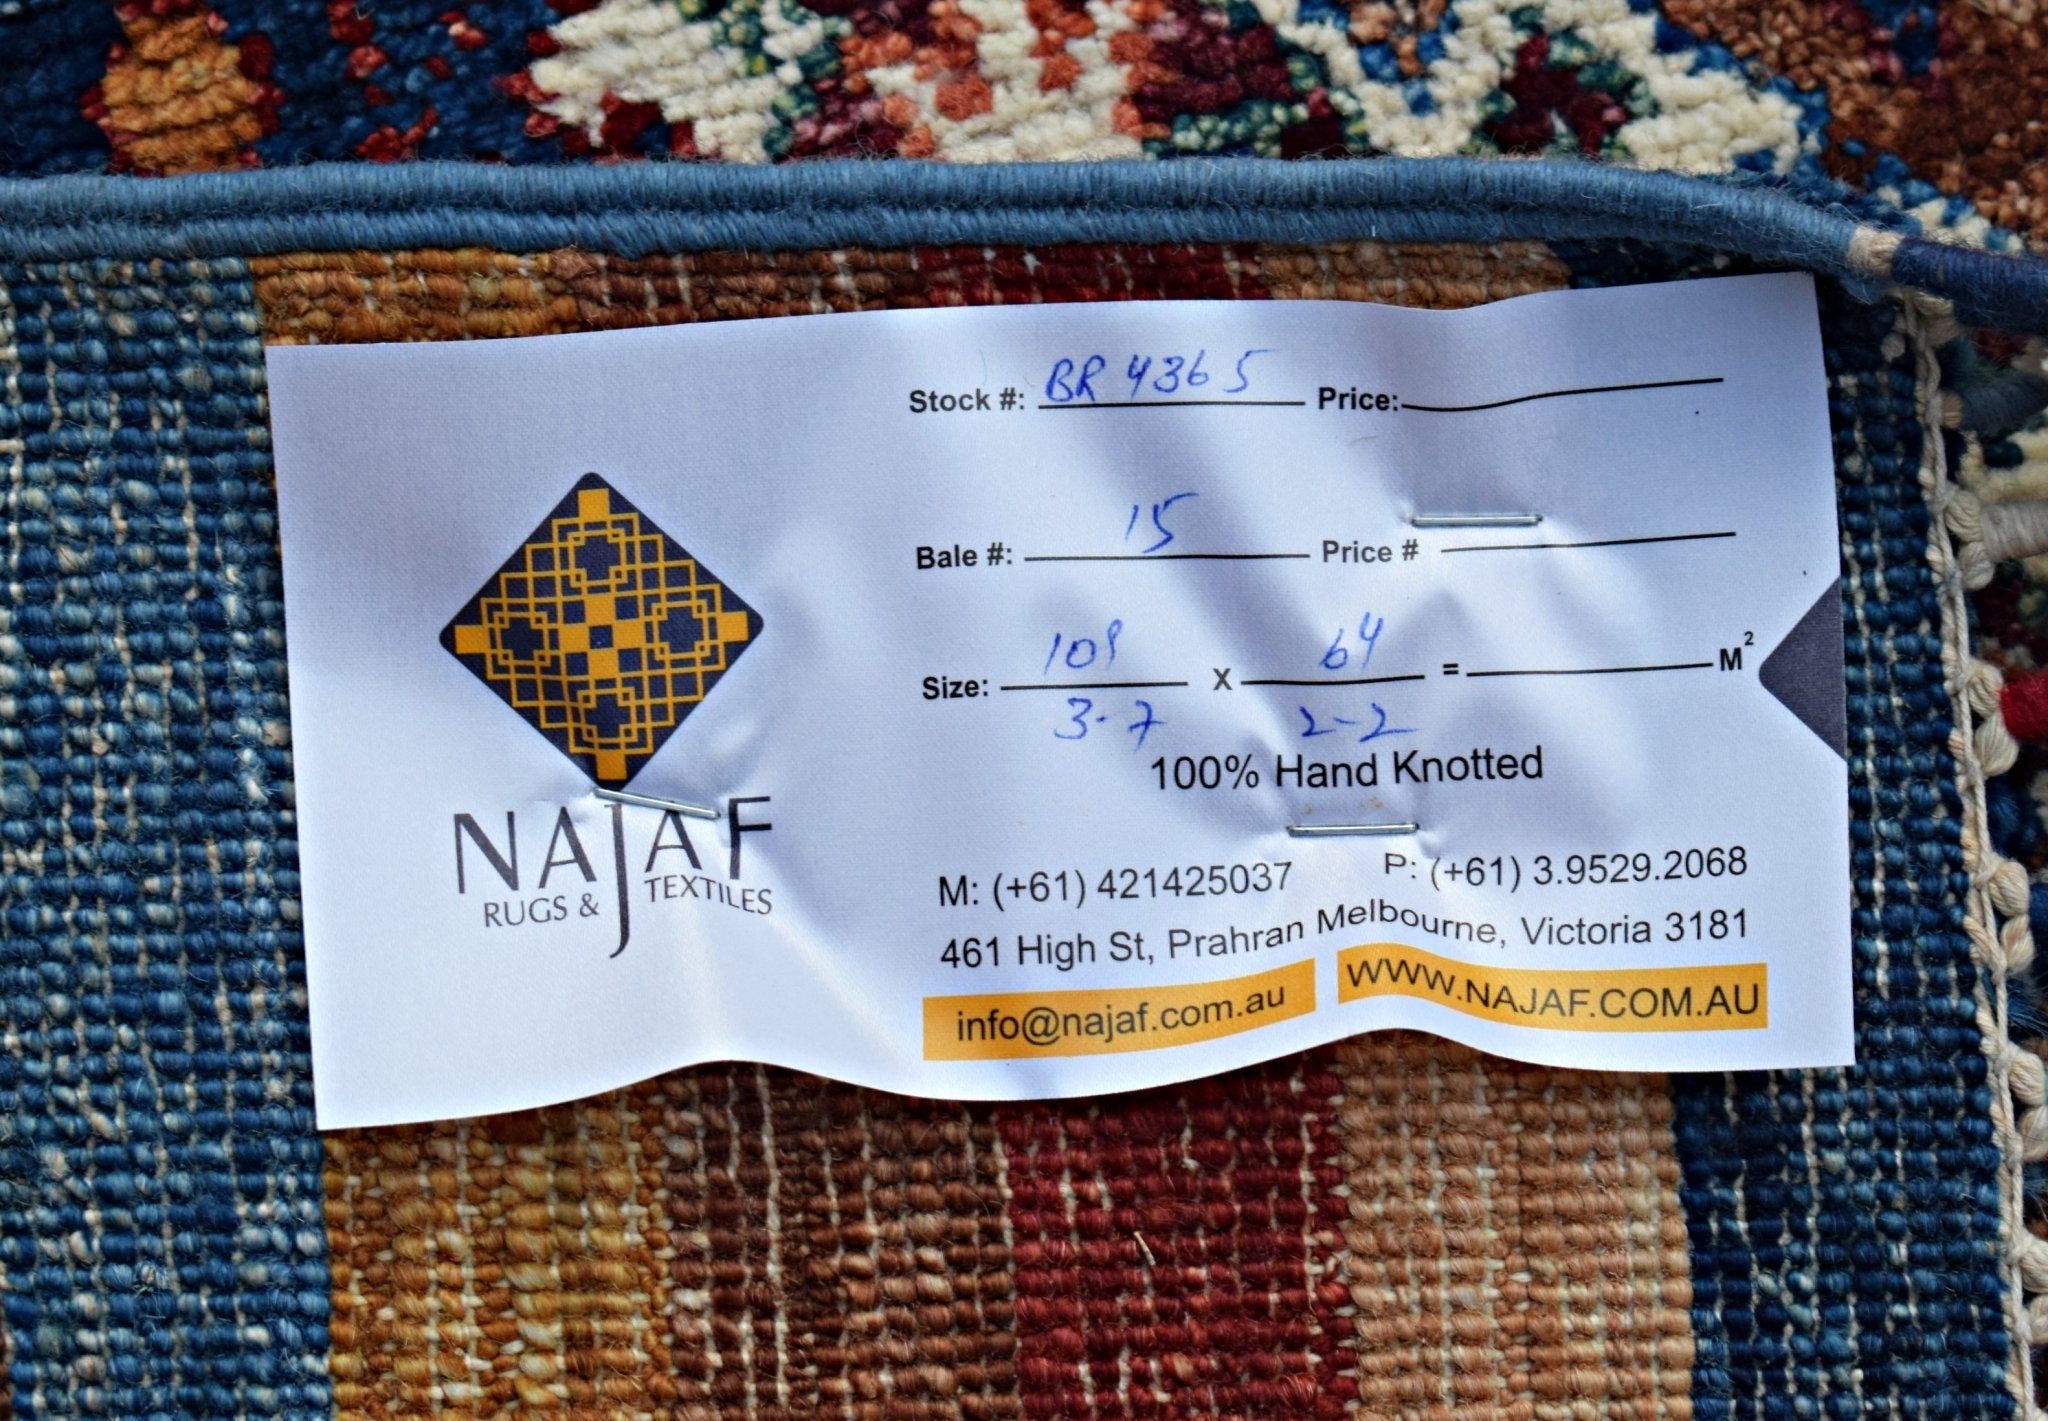 Stock #: BR 4365 Price:
Bale #: 15 Price #
Size: 109 X 64 = M²
3-7 2-2
100% Hand Knotted
NAJAF
RUGS & TEXTILES
M: (+61) 421425037 P: (+61) 3.9529.2068
461 High St, Prahran Melbourne, Victoria 3181
info@najaf.com.au WWW.NAJAF.COM.AU